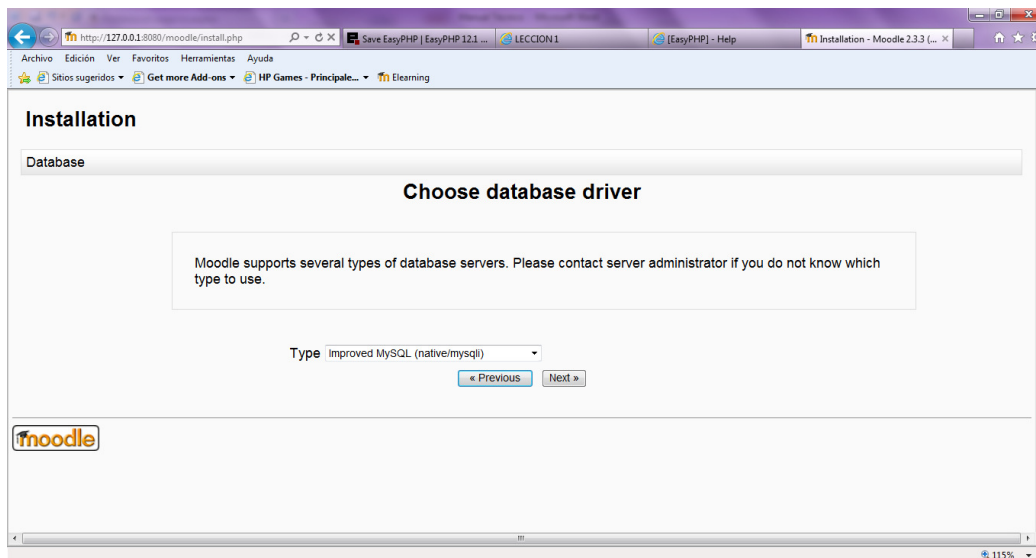 http://127.0.0.1:8080/moodle/install.php
Save EasyPHP | EasyPHP 12.1 ...
LECCION 1
[EasyPHP] - Help
Installation - Moodle 2.3.3 (...
Archivo Edición Ver Favoritos Herramientas Ayuda
Sitios sugeridos Get more Add-ons HP Games - Principale... Elearning
Installation
Database
Choose database driver
Moodle supports several types of database servers. Please contact server administrator if you do not know which
type to use.
Type Improved MySQL (native/mysqli)
« Previous Next »
moodle
115%